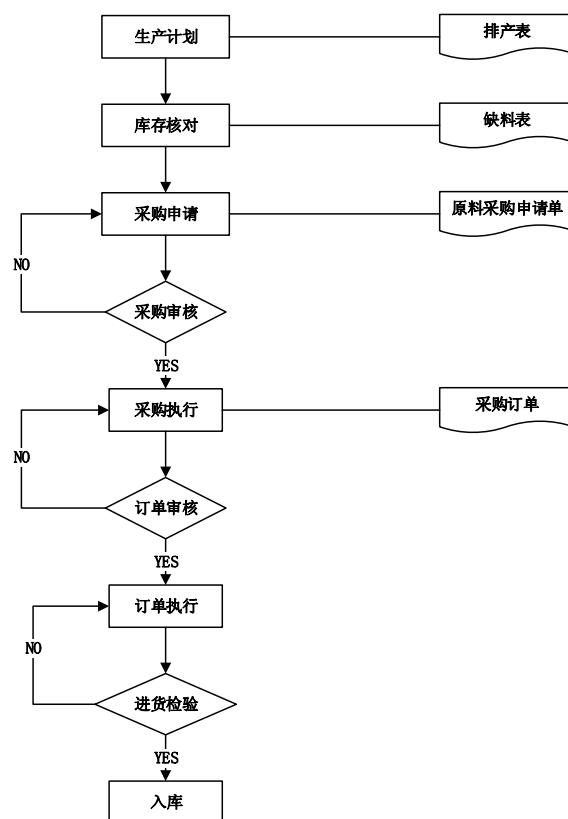 生产计划
排产表
库存核对
缺料表
采购申请
原料采购申请单
NO
采购审核
YES
采购执行
采购订单
NO
订单审核
YES
订单执行
NO
进货检验
YES
入库